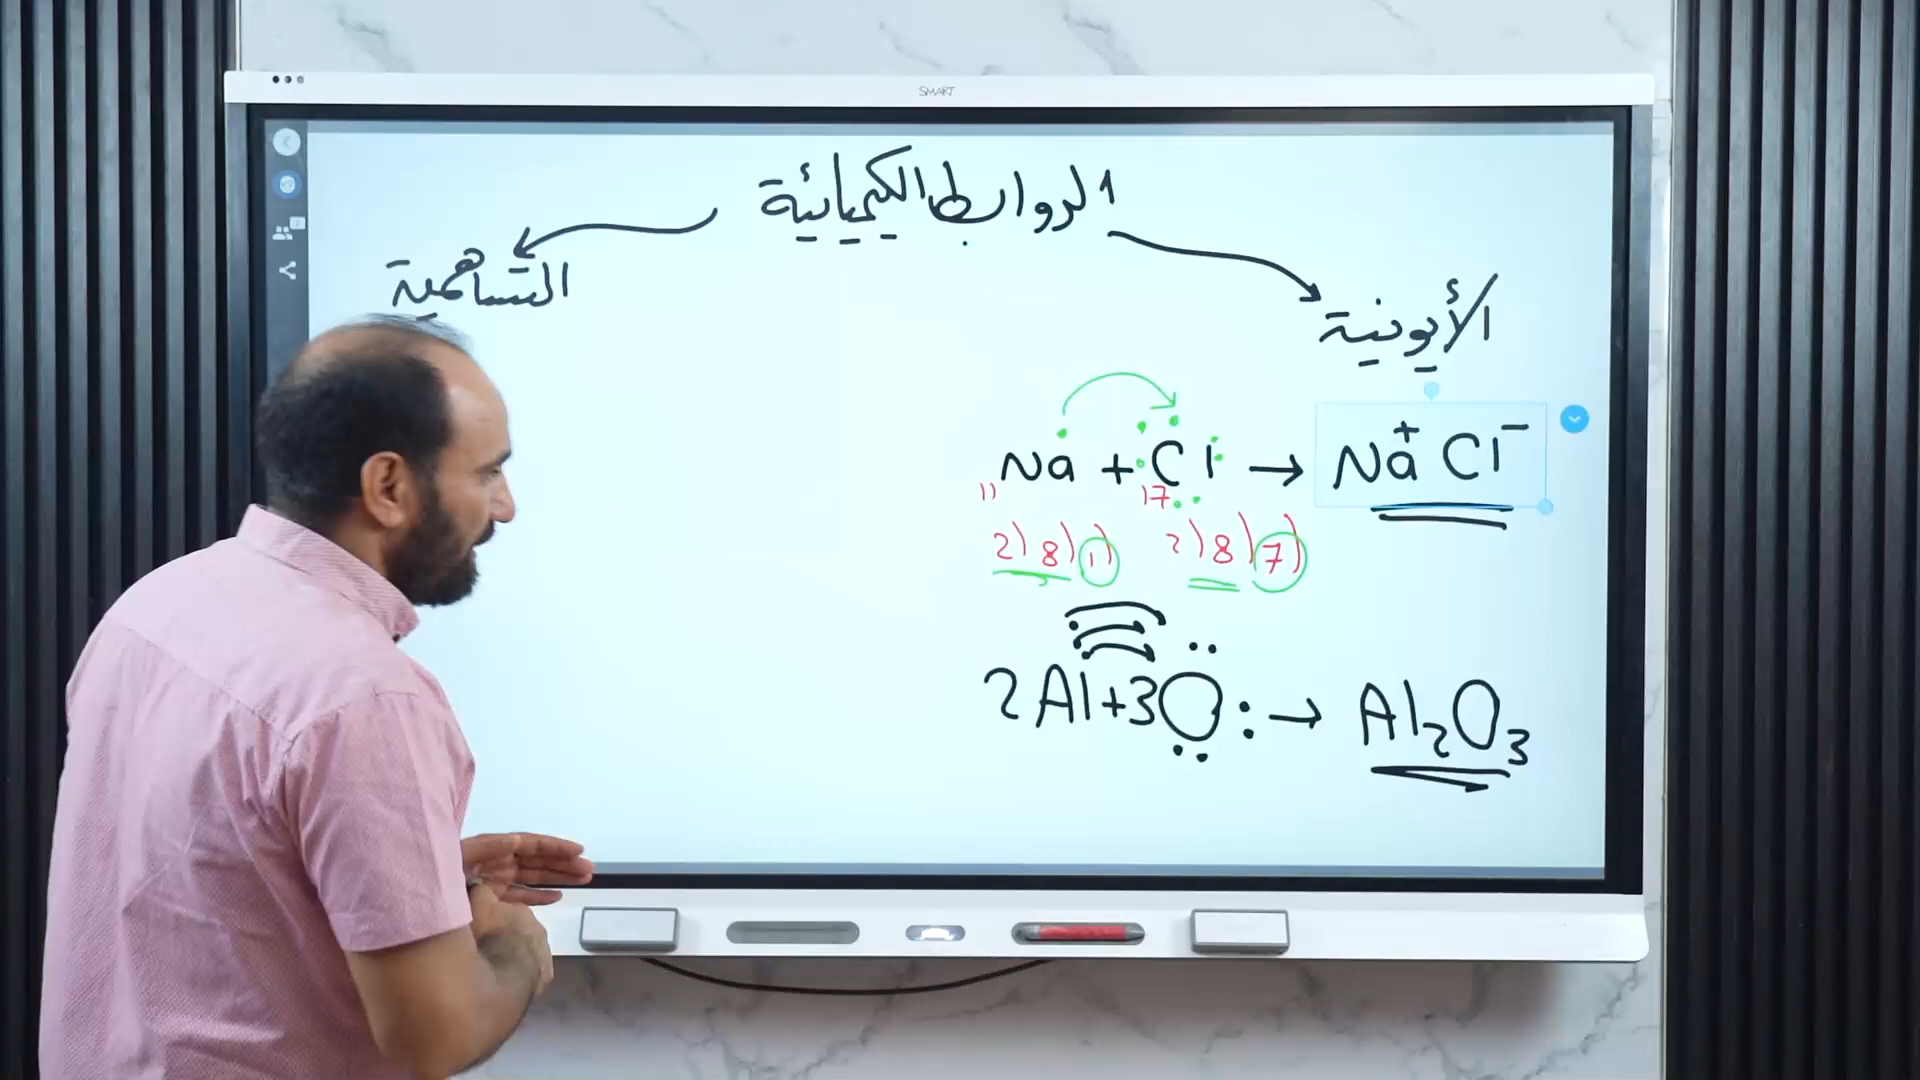 SMART
الروابط الكيميائية
الأيونية
التساهمية
Na + Cl → Na⁺ Cl⁻
11 17
2) 8) 1) 2) 8) 7)
2Al + 3O → Al₂O₃